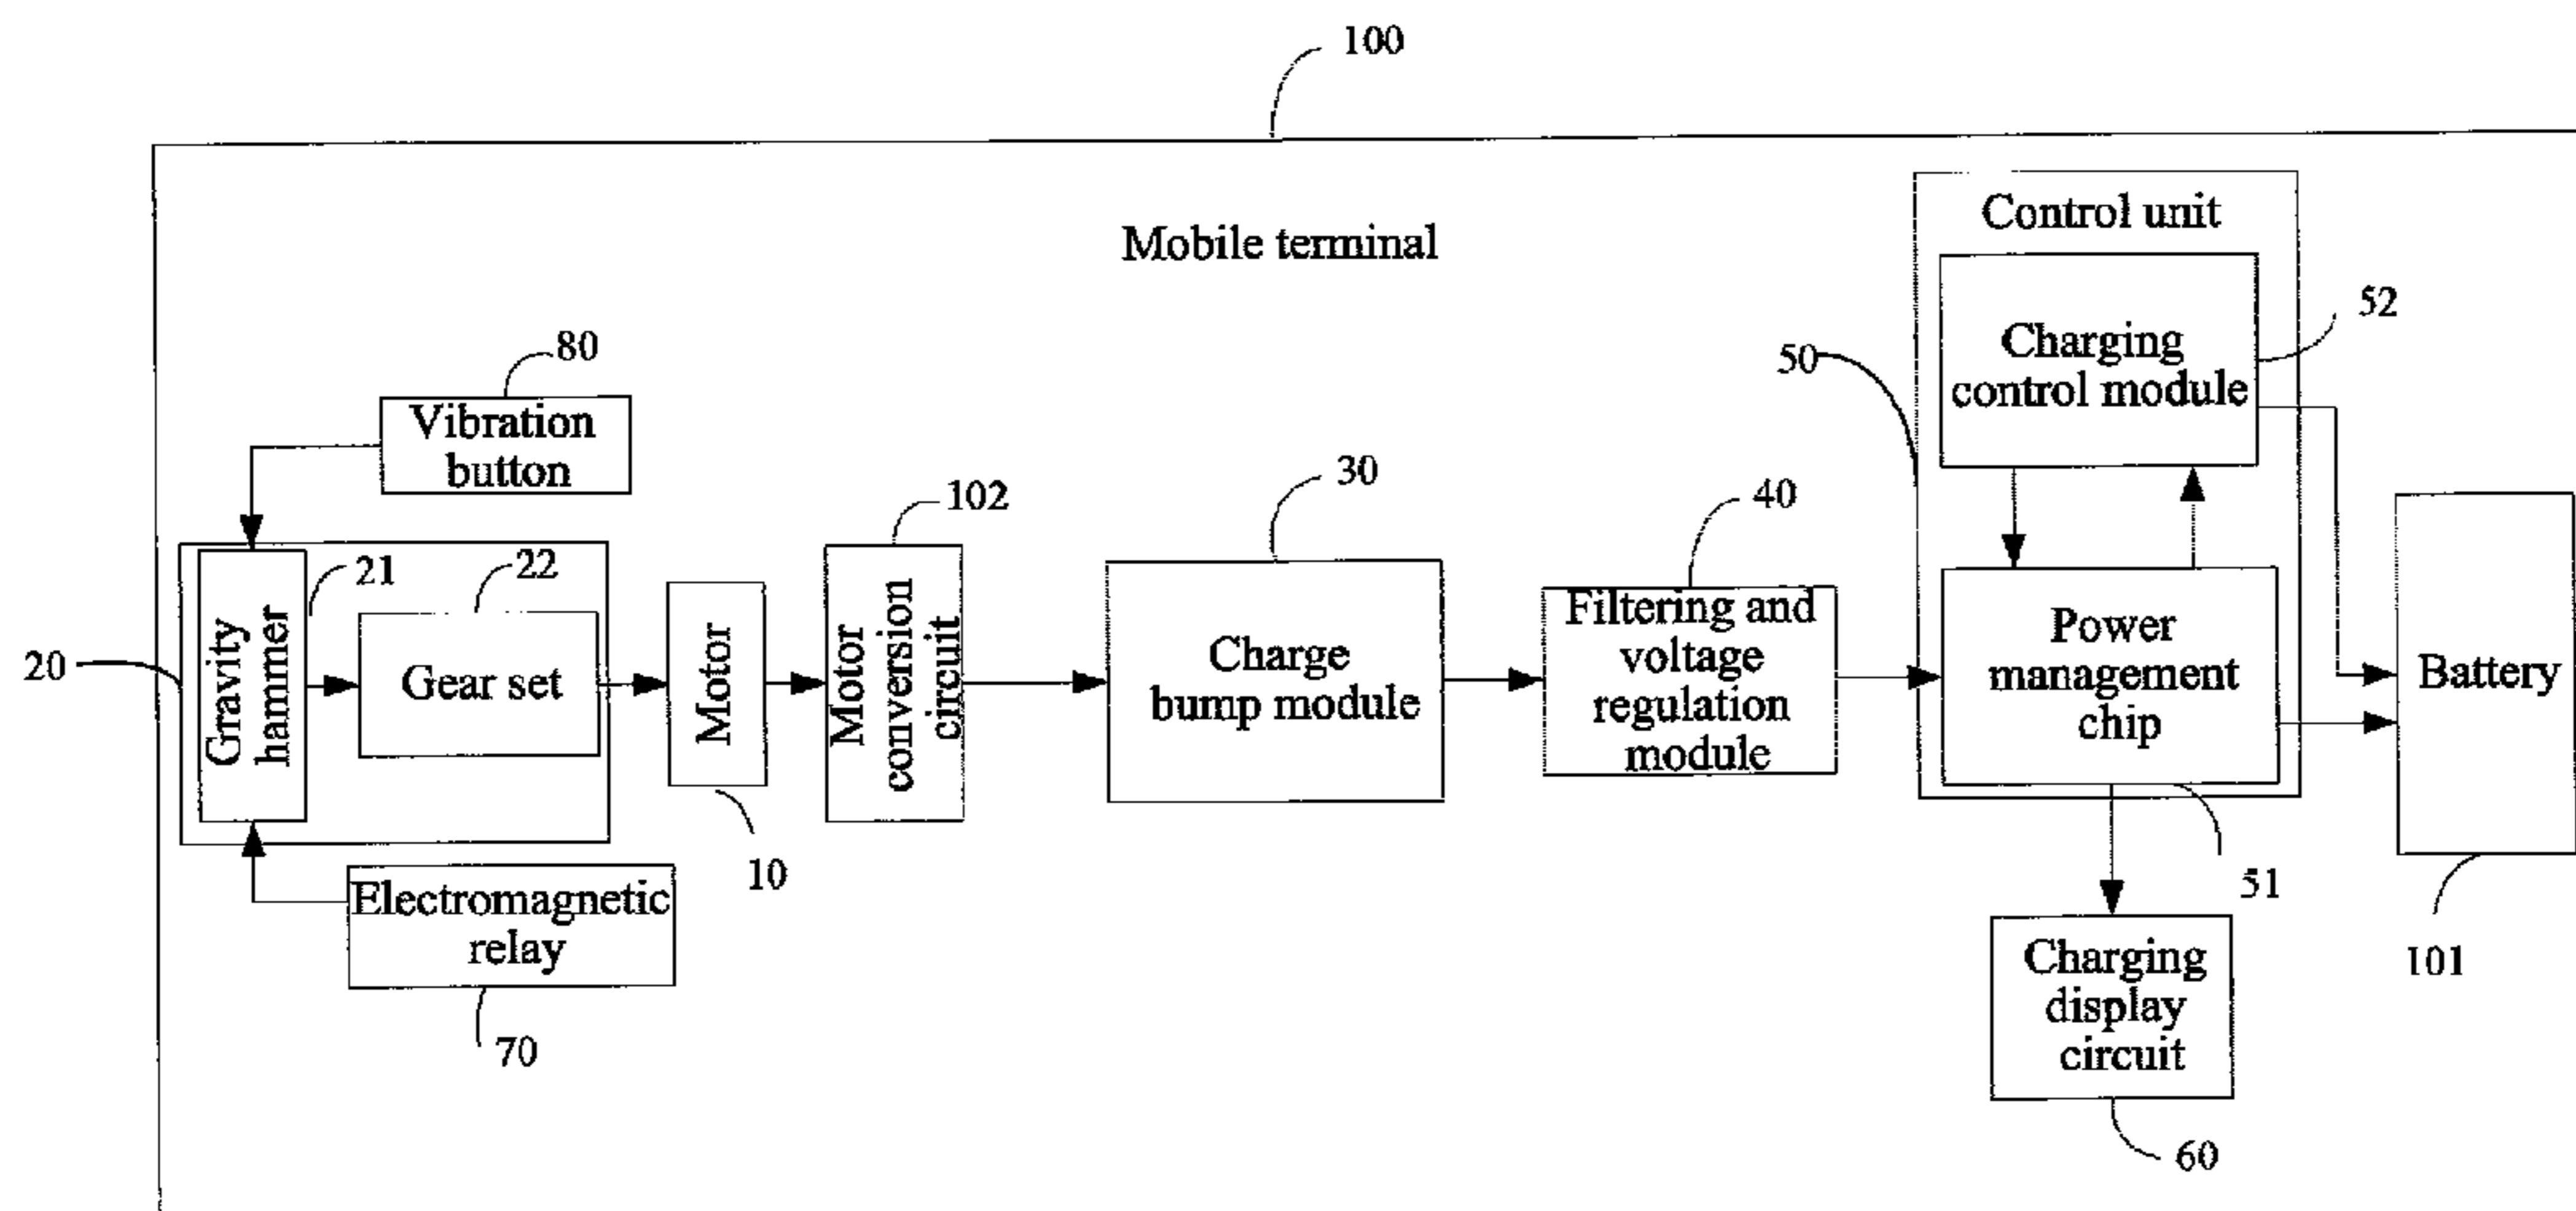 100
Mobile terminal
Control unit
Charging
control module
52
50
80
Vibration
button
102
30
40
20
Gravity
hammer
21
22
Gear set
Motor
10
Motor
conversion
circuit
Charge
bump module
Filtering and
voltage
regulation
module
Power
management
chip
51
Battery
101
Electromagnetic
relay
70
Charging
display
circuit
60